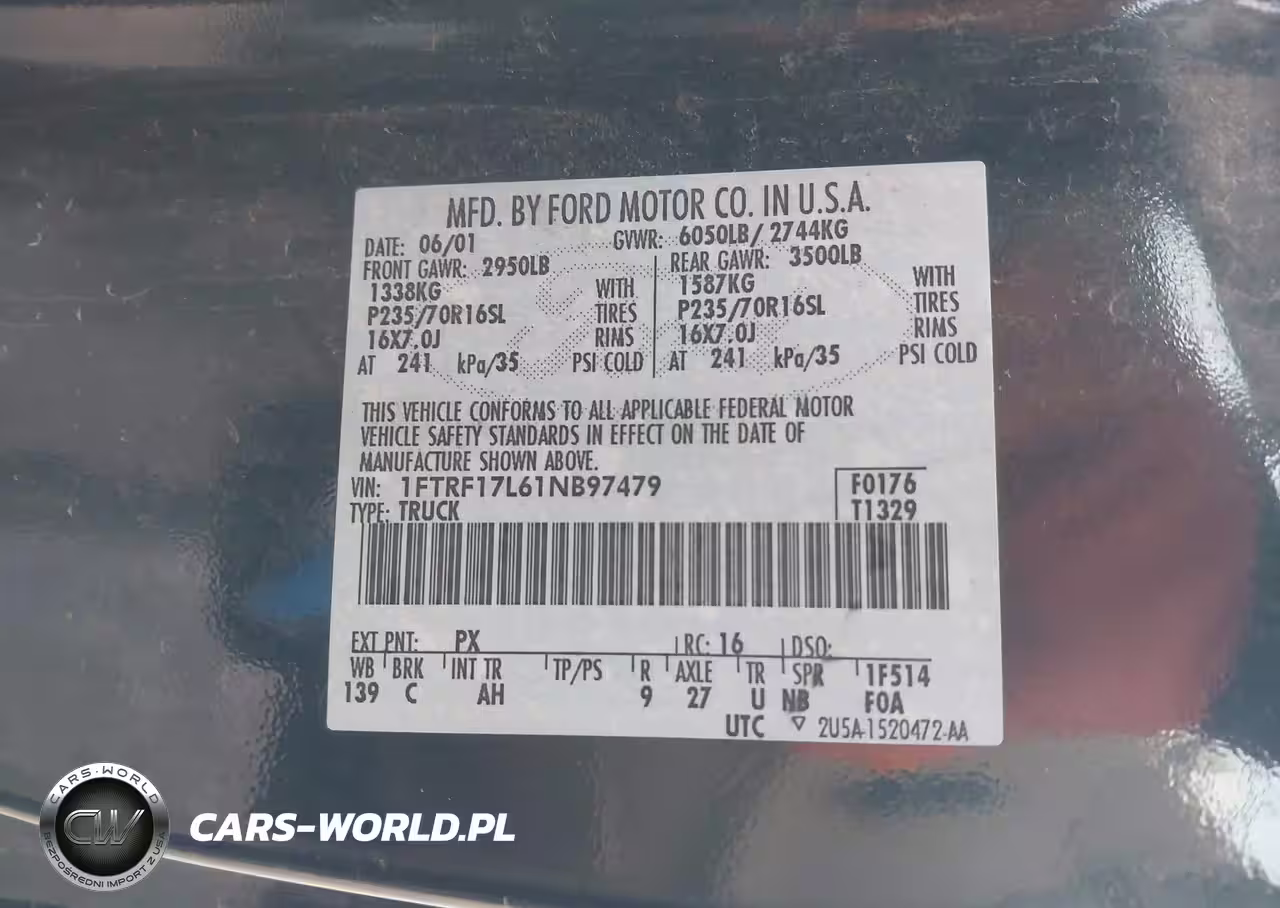 MFD. BY FORD MOTOR CO. IN U.S.A.
DATE: 06/01 GVWR: 6050LB/ 2744KG
FRONT GAWR: 2950LB REAR GAWR: 3500LB
1338KG WITH 1587KG WITH
P235/70R16SL TIRES P235/70R16SL TIRES
16X7.0J RIMS 16X7.0J RIMS
AT 241 kPa/35 PSI COLD AT 241 kPa/35 PSI COLD
THIS VEHICLE CONFORMS TO ALL APPLICABLE FEDERAL MOTOR
VEHICLE SAFETY STANDARDS IN EFFECT ON THE DATE OF
MANUFACTURE SHOWN ABOVE.
VIN: 1FTRF17L61NB97479 F0176
TYPE: TRUCK T1329
EXT PNT: PX RC: 16 DSO:
WB BRK INT TR TP/PS R AXLE TR SPR 1F514
139 C AH 9 27 U NB F0A
UTC 2U5A-1520472-AA
CARS-WORLD
CW
BEZPOŚREDNI IMPORT Z USA
CARS-WORLD.PL